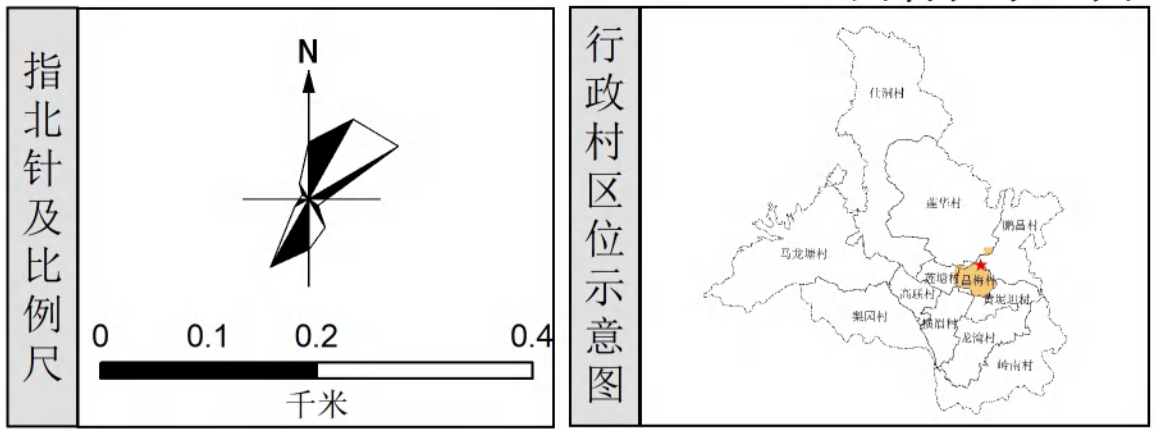 指北针及比例尺
N
0 0.1 0.2 0.4
千米
行政村区位示意图
仕洞村
莲华村
鹏昌村
马龙塘村
莲塘村
昌梅村
高联村
黄坭坦村
梨冈村
横眉村
龙湾村
岭南村